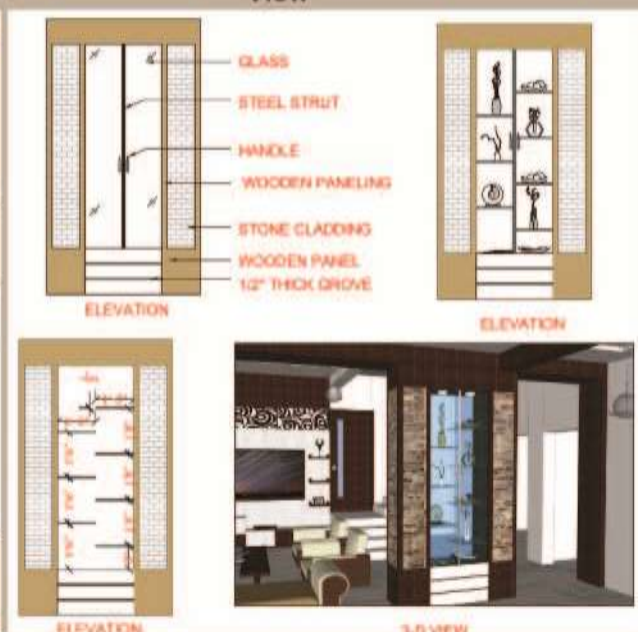 GLASS
STEEL STRUT
HANDLE
WOODEN PANELING
STONE CLADDING
WOODEN PANEL
1/2" THICK GROVE
ELEVATION
ELEVATION
ELEVATION
3-D VIEW